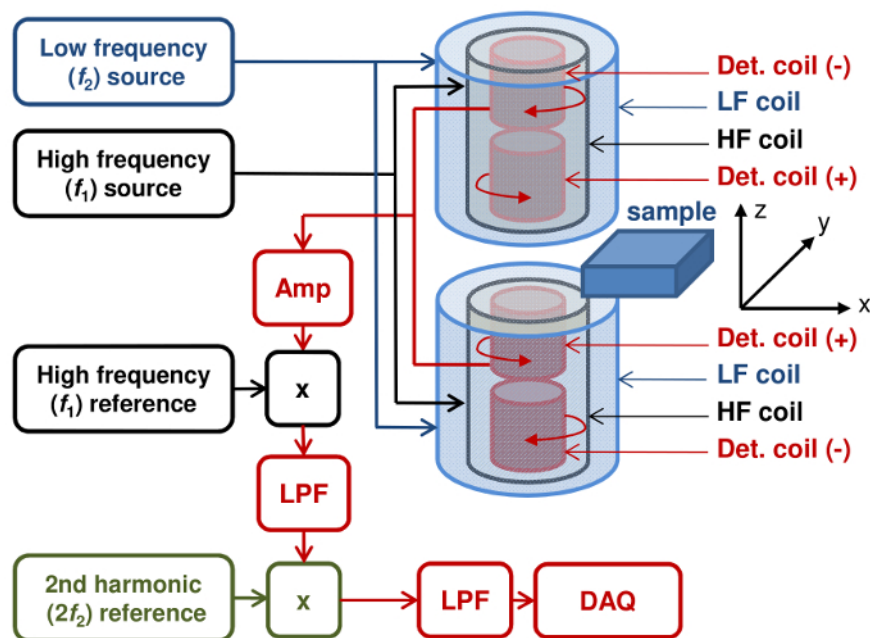 Low frequency
(f₂) source
High frequency
(f₁) source
Det. coil (-)
LF coil
HF coil
Det. coil (+)
sample
z
y
x
Amp
High frequency
(f₁) reference
x
Det. coil (+)
LF coil
HF coil
Det. coil (-)
LPF
2nd harmonic
(2f₂) reference
x
LPF
DAQ